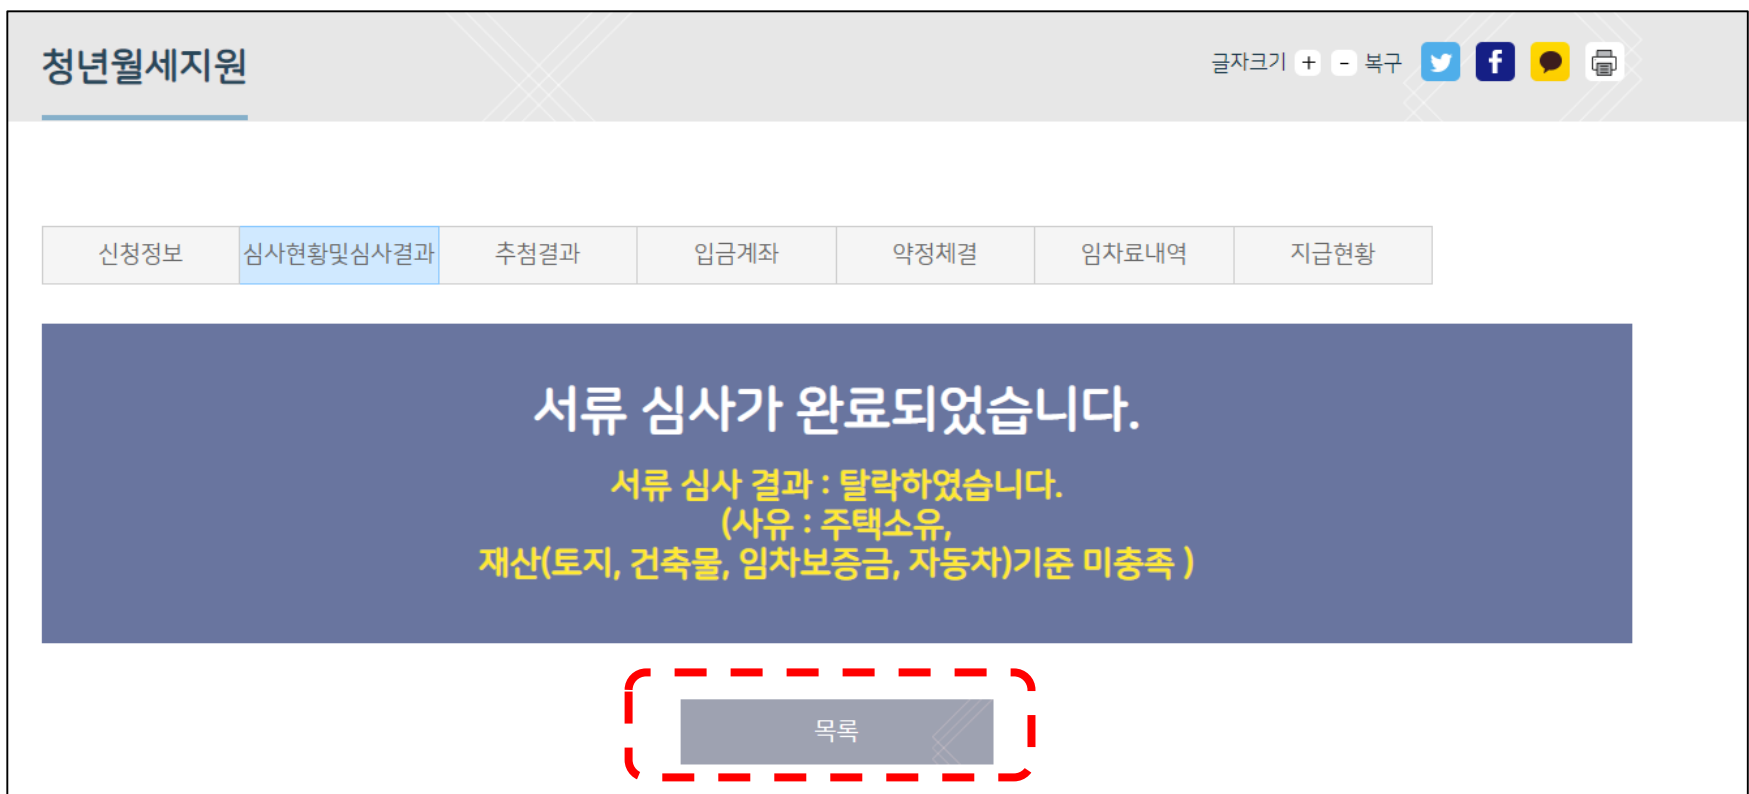 청년월세지원
글자크기 + - 복구
신청정보 심사현황및심사결과 추첨결과 입금계좌 약정체결 임차료내역 지급현황
서류 심사가 완료되었습니다.
서류 심사 결과 : 탈락하였습니다.
(사유 : 주택소유,
재산(토지, 건축물, 임차보증금, 자동차)기준 미충족 )
목록